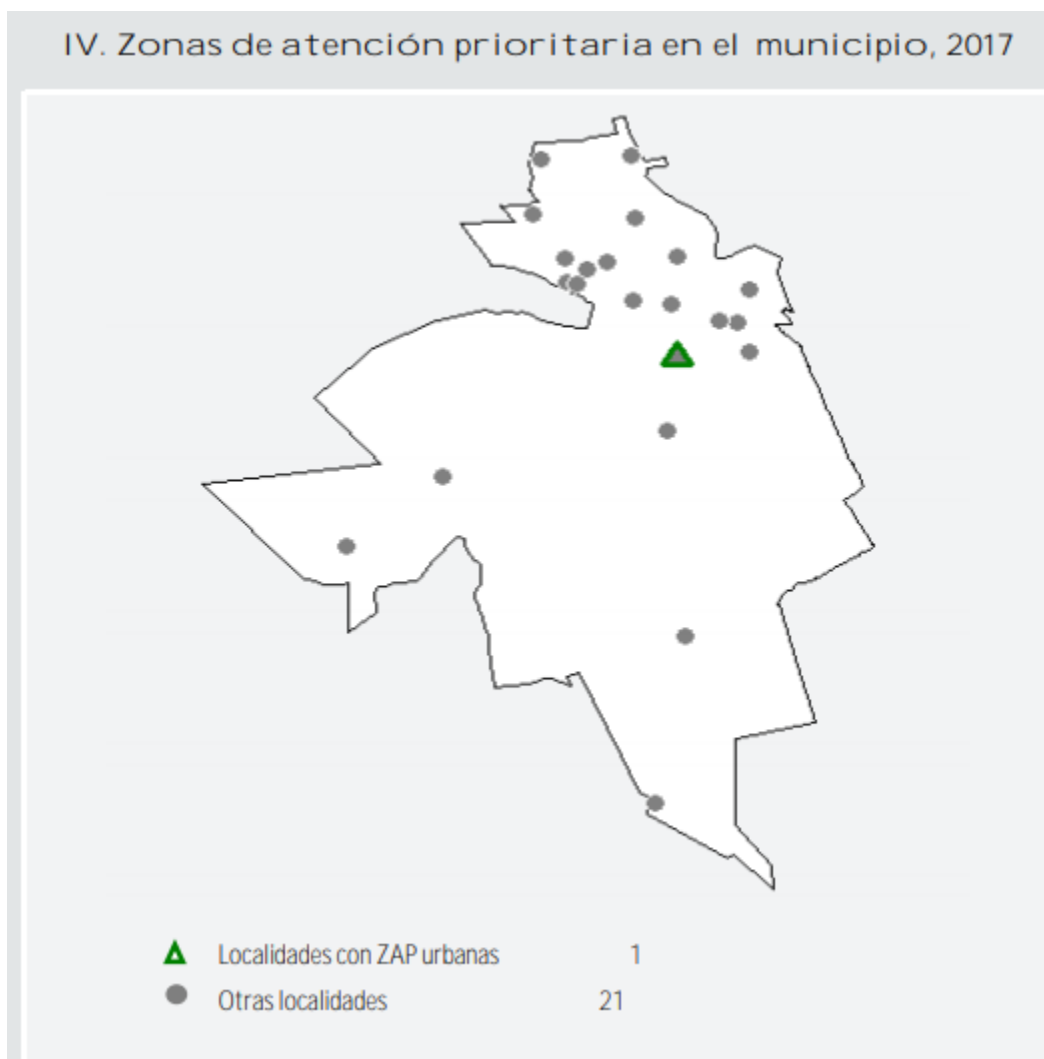 IV. Zonas de atención prioritaria en el municipio, 2017
Localidades con ZAP urbanas 1
Otras localidades 21